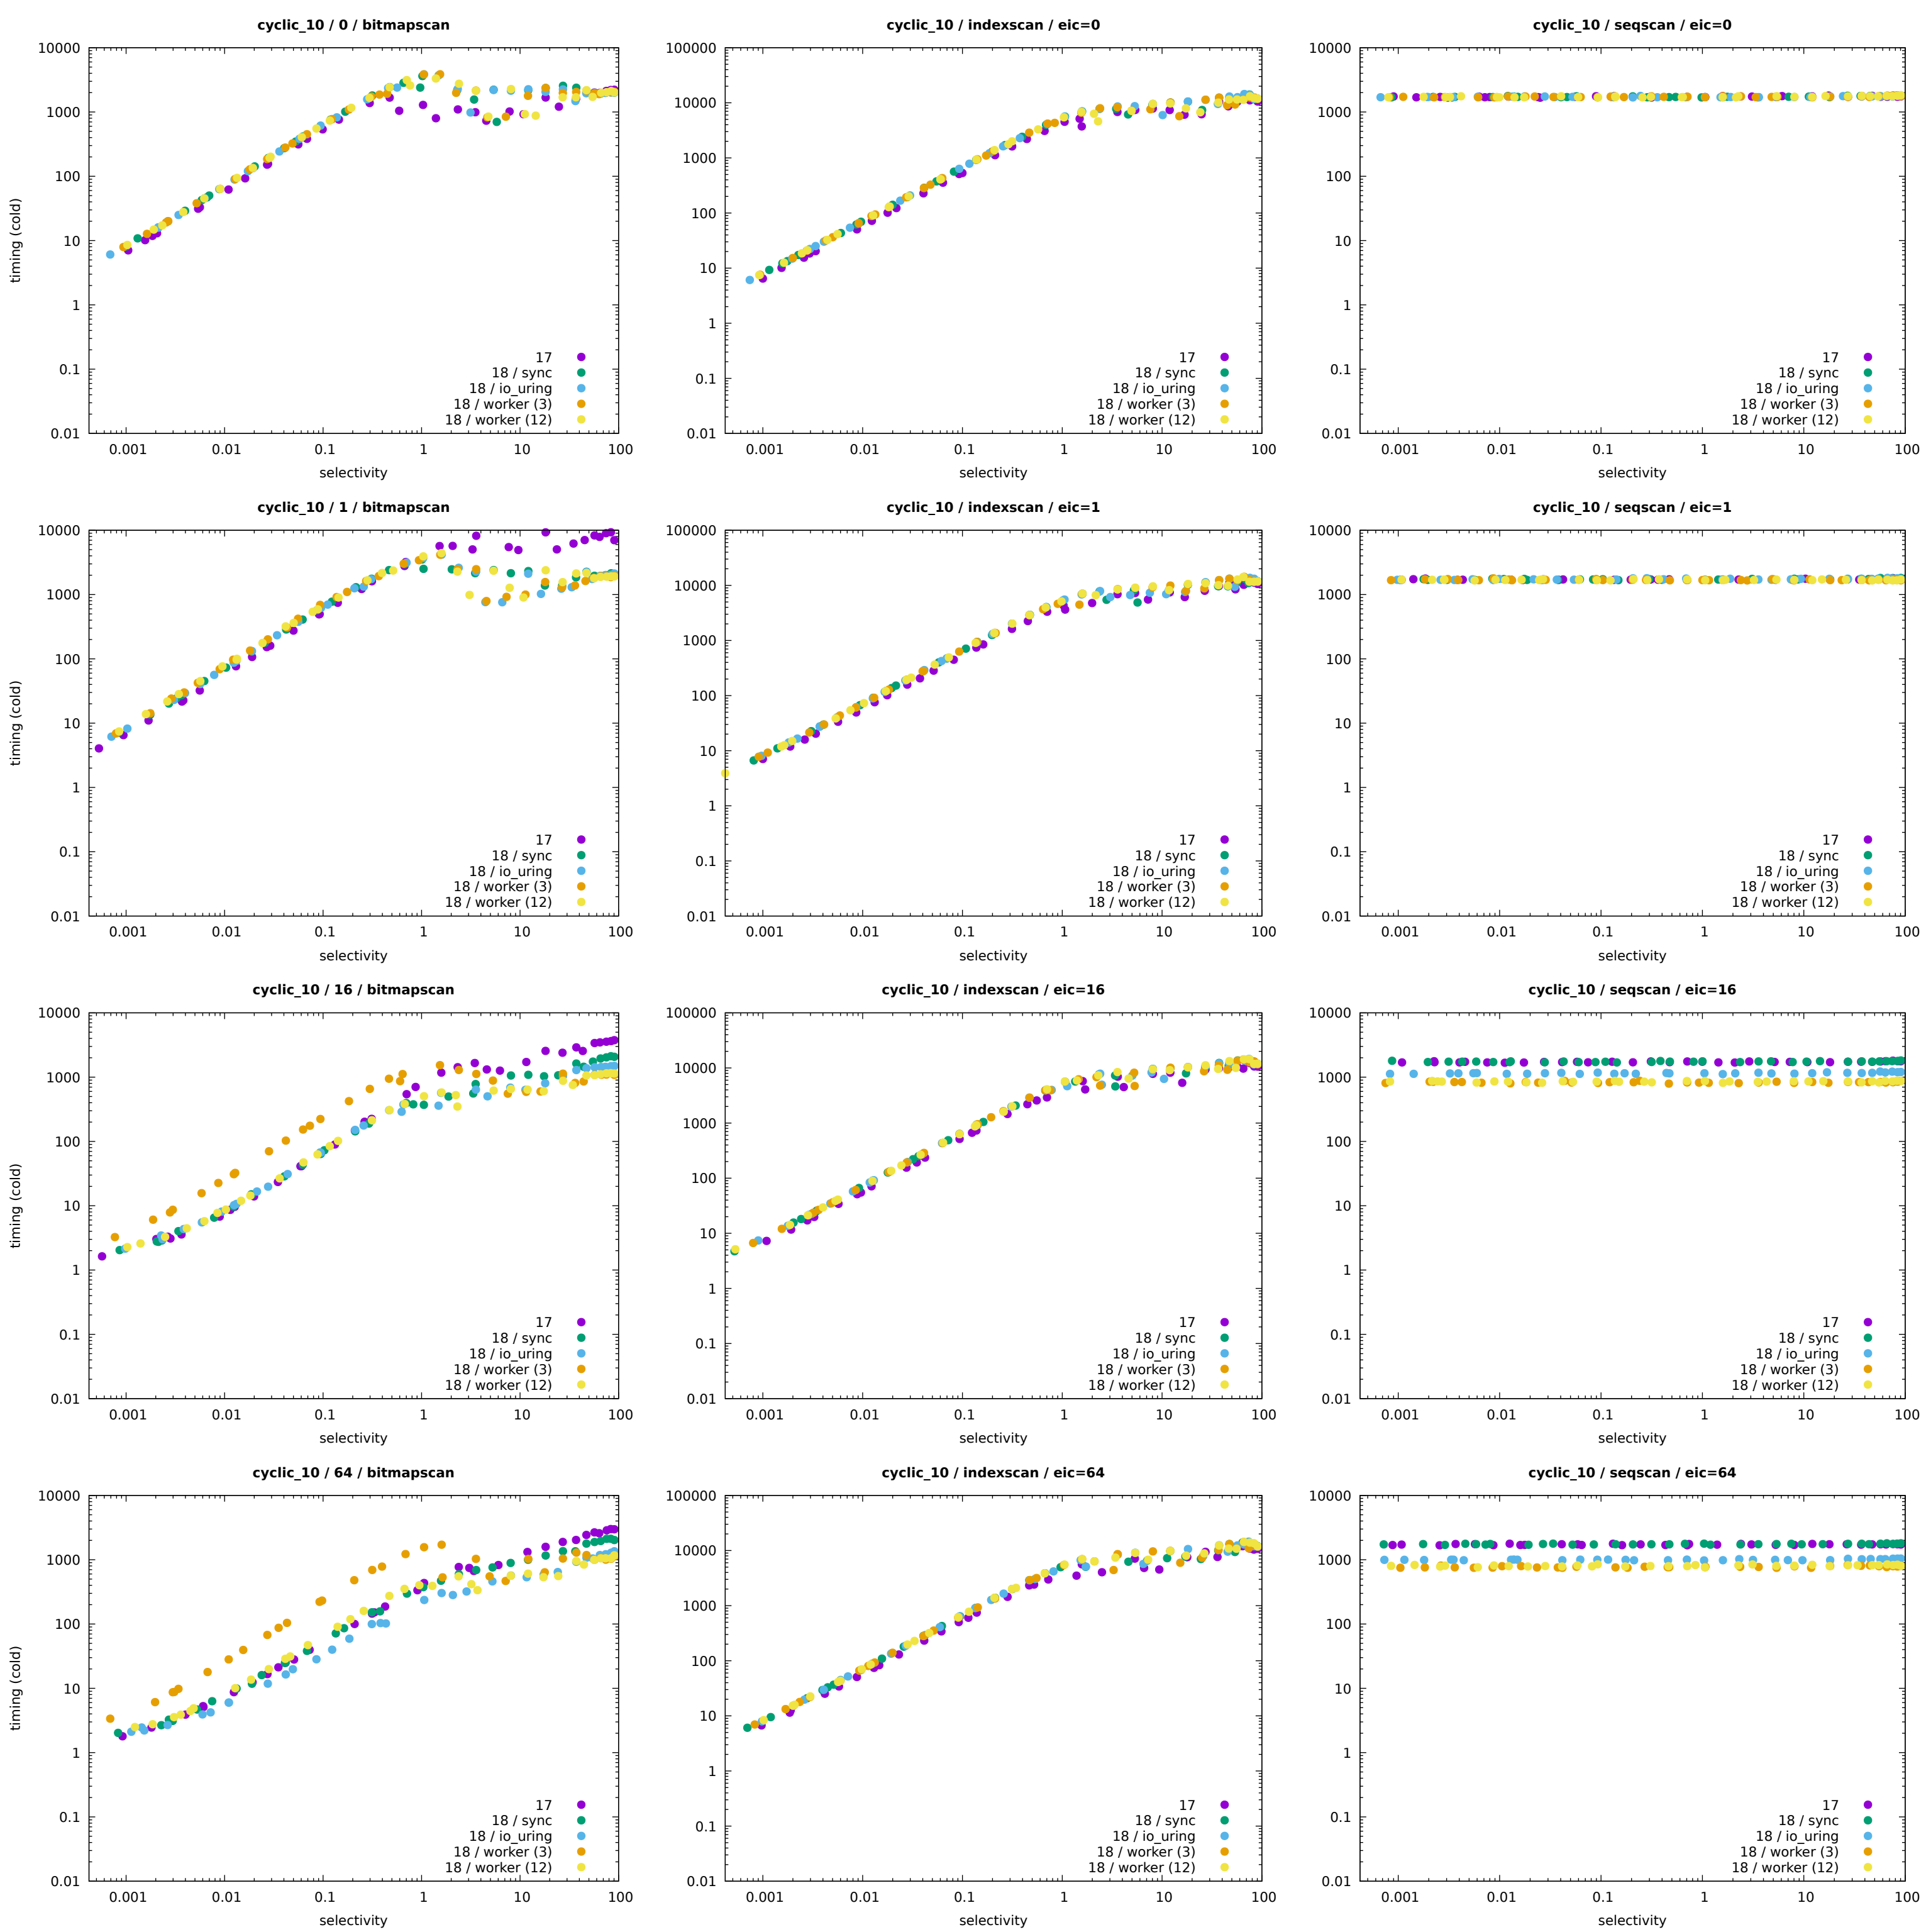 cyclic_10 / 0 / bitmapscan
timing (cold)
10000
1000
100
10
1
0.1
0.01
17
18 / sync
18 / io_uring
18 / worker (3)
18 / worker (12)
0.001 0.01 0.1 1 10 100
selectivity
cyclic_10 / indexscan / eic=0
100000
10000
1000
100
10
1
0.1
0.01
17
18 / sync
18 / io_uring
18 / worker (3)
18 / worker (12)
0.001 0.01 0.1 1 10 100
selectivity
cyclic_10 / seqscan / eic=0
10000
1000
100
10
1
0.1
0.01
17
18 / sync
18 / io_uring
18 / worker (3)
18 / worker (12)
0.001 0.01 0.1 1 10 100
selectivity
cyclic_10 / 1 / bitmapscan
timing (cold)
10000
1000
100
10
1
0.1
0.01
17
18 / sync
18 / io_uring
18 / worker (3)
18 / worker (12)
0.001 0.01 0.1 1 10 100
selectivity
cyclic_10 / indexscan / eic=1
100000
10000
1000
100
10
1
0.1
0.01
17
18 / sync
18 / io_uring
18 / worker (3)
18 / worker (12)
0.001 0.01 0.1 1 10 100
selectivity
cyclic_10 / seqscan / eic=1
10000
1000
100
10
1
0.1
0.01
17
18 / sync
18 / io_uring
18 / worker (3)
18 / worker (12)
0.001 0.01 0.1 1 10 100
selectivity
cyclic_10 / 16 / bitmapscan
timing (cold)
10000
1000
100
10
1
0.1
0.01
17
18 / sync
18 / io_uring
18 / worker (3)
18 / worker (12)
0.001 0.01 0.1 1 10 100
selectivity
cyclic_10 / indexscan / eic=16
100000
10000
1000
100
10
1
0.1
0.01
17
18 / sync
18 / io_uring
18 / worker (3)
18 / worker (12)
0.001 0.01 0.1 1 10 100
selectivity
cyclic_10 / seqscan / eic=16
10000
1000
100
10
1
0.1
0.01
17
18 / sync
18 / io_uring
18 / worker (3)
18 / worker (12)
0.001 0.01 0.1 1 10 100
selectivity
cyclic_10 / 64 / bitmapscan
timing (cold)
10000
1000
100
10
1
0.1
0.01
17
18 / sync
18 / io_uring
18 / worker (3)
18 / worker (12)
0.001 0.01 0.1 1 10 100
selectivity
cyclic_10 / indexscan / eic=64
100000
10000
1000
100
10
1
0.1
0.01
17
18 / sync
18 / io_uring
18 / worker (3)
18 / worker (12)
0.001 0.01 0.1 1 10 100
selectivity
cyclic_10 / seqscan / eic=64
10000
1000
100
10
1
0.1
0.01
17
18 / sync
18 / io_uring
18 / worker (3)
18 / worker (12)
0.001 0.01 0.1 1 10 100
selectivity